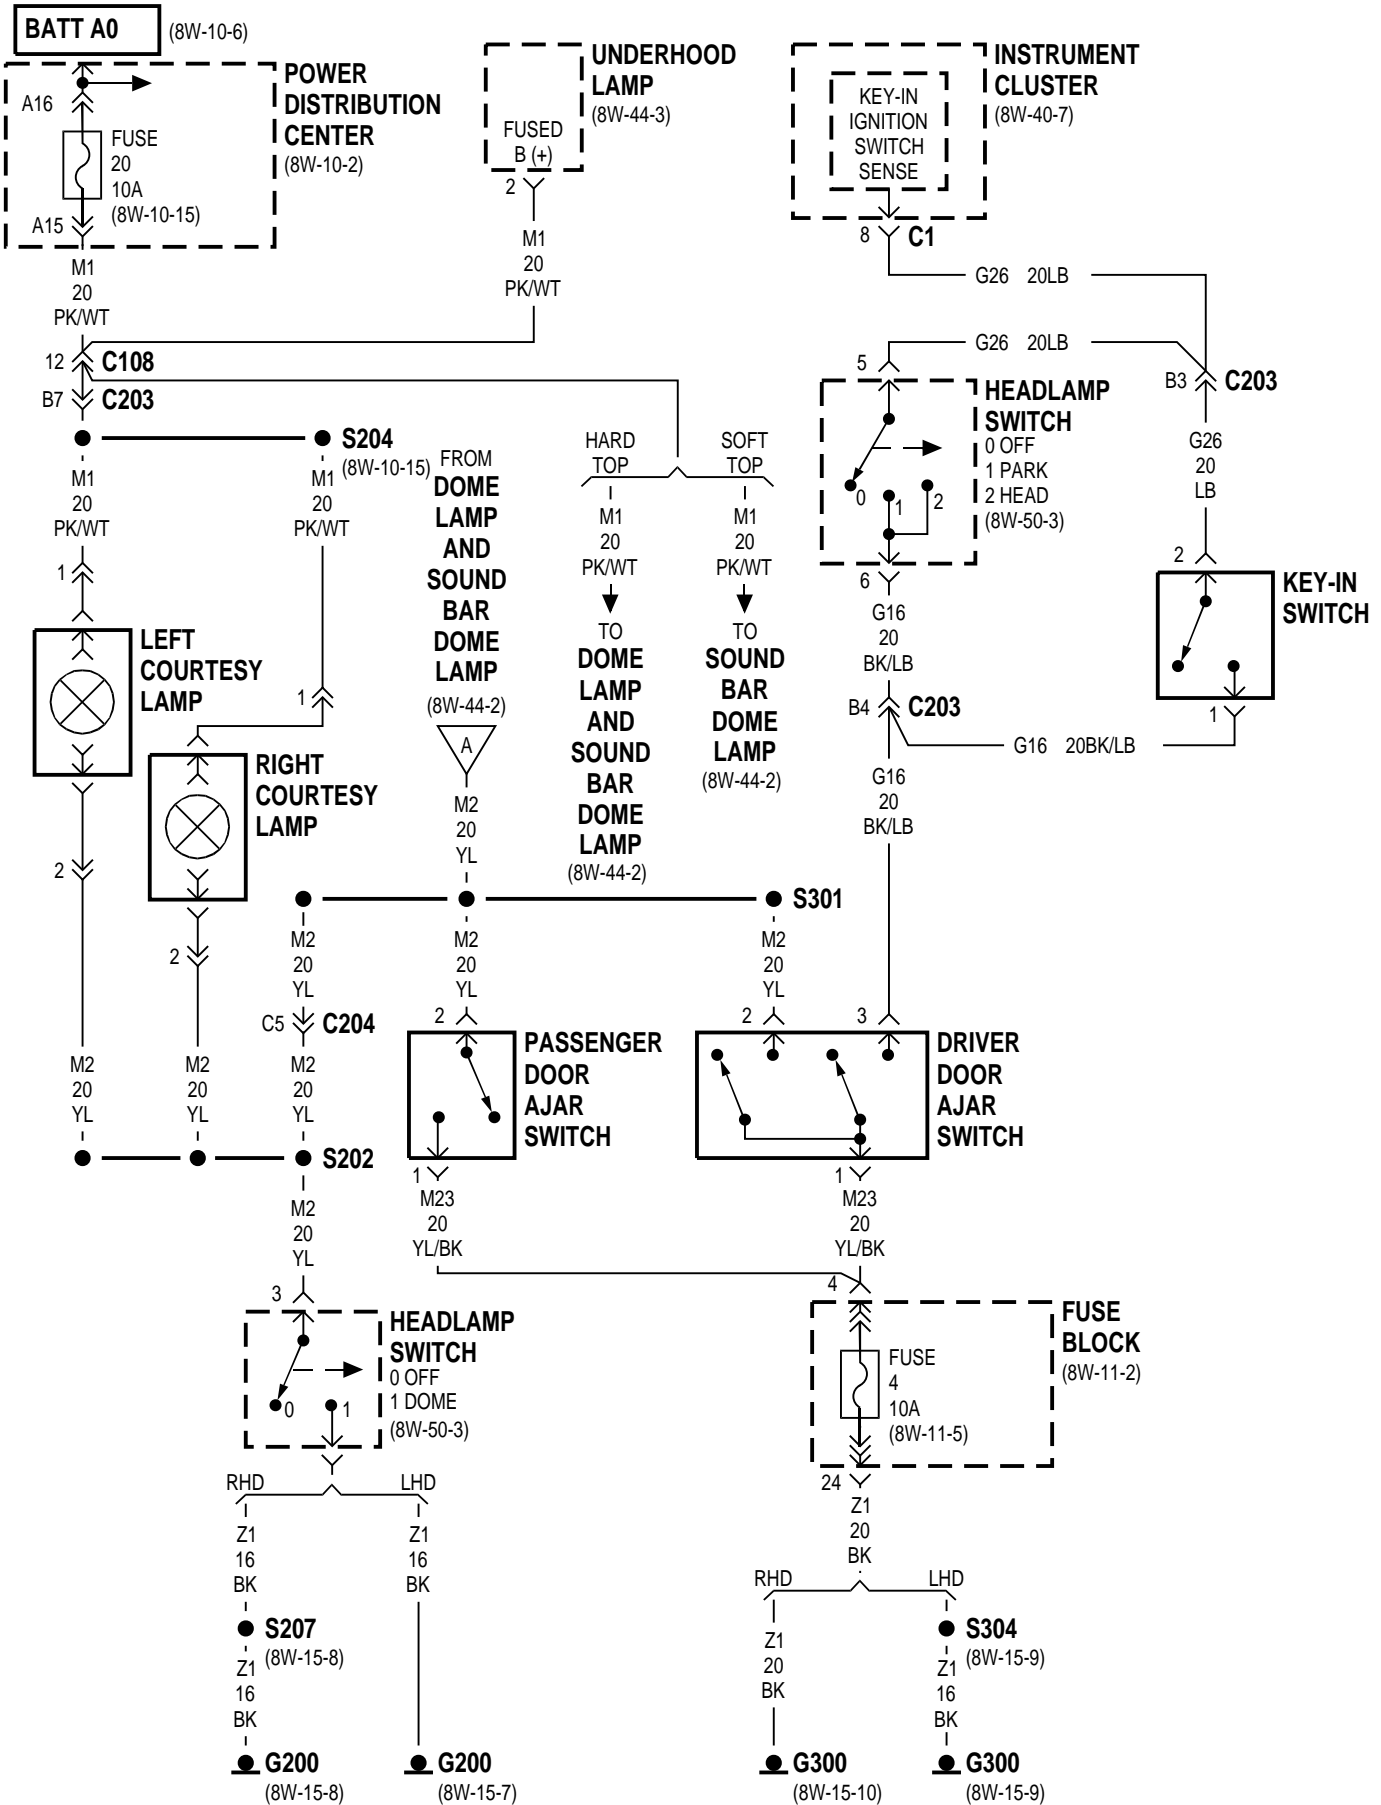 BATT A0
(8W-10-6)
POWER
DISTRIBUTION
CENTER
(8W-10-2)
A16
FUSE
20
10A
(8W-10-15)
A15
M1
20
PK/WT
UNDERHOOD
LAMP
(8W-44-3)
FUSED
B (+)
2
M1
20
PK/WT
INSTRUMENT
CLUSTER
(8W-40-7)
KEY-IN
IGNITION
SWITCH
SENSE
8
C1
G26 20LB
G26 20LB
12
C108
B7
C203
S204
(8W-10-15)
M1
20
PK/WT
M1
20
PK/WT
1
LEFT
COURTESY
LAMP
2
1
RIGHT
COURTESY
LAMP
2
FROM
DOME
LAMP
AND
SOUND
BAR
DOME
LAMP
(8W-44-2)
A
M2
20
YL
HARD
TOP
SOFT
TOP
M1
20
PK/WT
TO
DOME
LAMP
AND
SOUND
BAR
DOME
LAMP
(8W-44-2)
M1
20
PK/WT
TO
SOUND
BAR
DOME
LAMP
(8W-44-2)
5
HEADLAMP
SWITCH
0 OFF
1 PARK
2 HEAD
(8W-50-3)
0
1
2
6
G16
20
BK/LB
B4
C203
G16
20
BK/LB
B3
C203
G26
20
LB
2
KEY-IN
SWITCH
1
G16 20BK/LB
S301
M2
20
YL
C5
C204
M2
20
YL
M2
20
YL
M2
20
YL
M2
20
YL
M2
20
YL
S202
2
PASSENGER
DOOR
AJAR
SWITCH
1
M23
20
YL/BK
2
3
DRIVER
DOOR
AJAR
SWITCH
1
M23
20
YL/BK
M2
20
YL
3
HEADLAMP
SWITCH
0 OFF
1 DOME
(8W-50-3)
0
1
4
FUSE
BLOCK
(8W-11-2)
FUSE
4
10A
(8W-11-5)
24
Z1
20
BK
RHD
LHD
Z1
16
BK
S207
(8W-15-8)
Z1
16
BK
G200
(8W-15-8)
Z1
16
BK
G200
(8W-15-7)
RHD
LHD
Z1
20
BK
G300
(8W-15-10)
S304
(8W-15-9)
Z1
16
BK
G300
(8W-15-9)